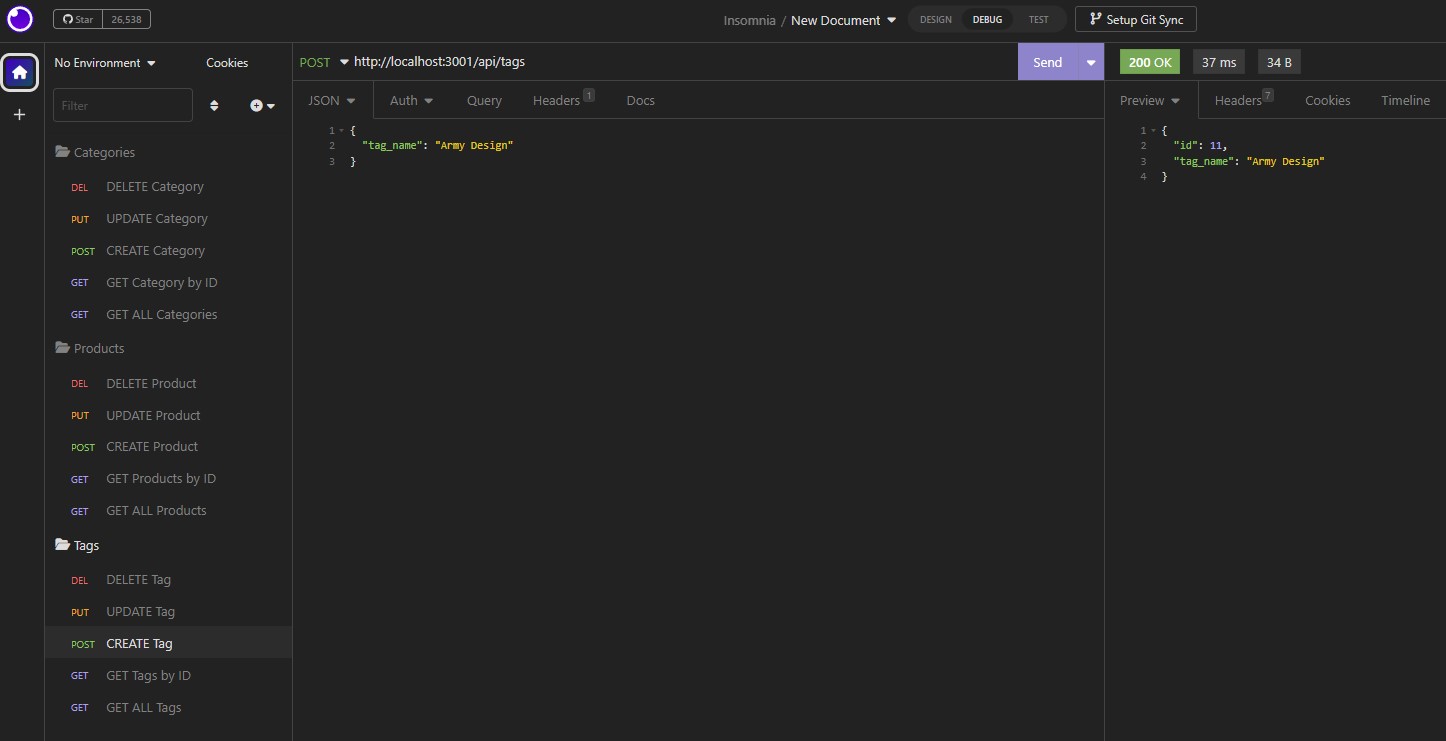 Star 26,538
Insomnia / New Document
DESIGN DEBUG TEST
Setup Git Sync
No Environment
Cookies
Filter
Categories
DEL DELETE Category
PUT UPDATE Category
POST CREATE Category
GET GET Category by ID
GET GET ALL Categories
Products
DEL DELETE Product
PUT UPDATE Product
POST CREATE Product
GET GET Products by ID
GET GET ALL Products
Tags
DEL DELETE Tag
PUT UPDATE Tag
POST CREATE Tag
GET GET Tags by ID
GET GET ALL Tags
POST http://localhost:3001/api/tags
Send
JSON Auth Query Headers 1 Docs
1 {
2 "tag_name": "Army Design"
3 }
200 OK 37 ms 34 B
Preview Headers 7 Cookies Timeline
1 {
2 "id": 11,
3 "tag_name": "Army Design"
4 }